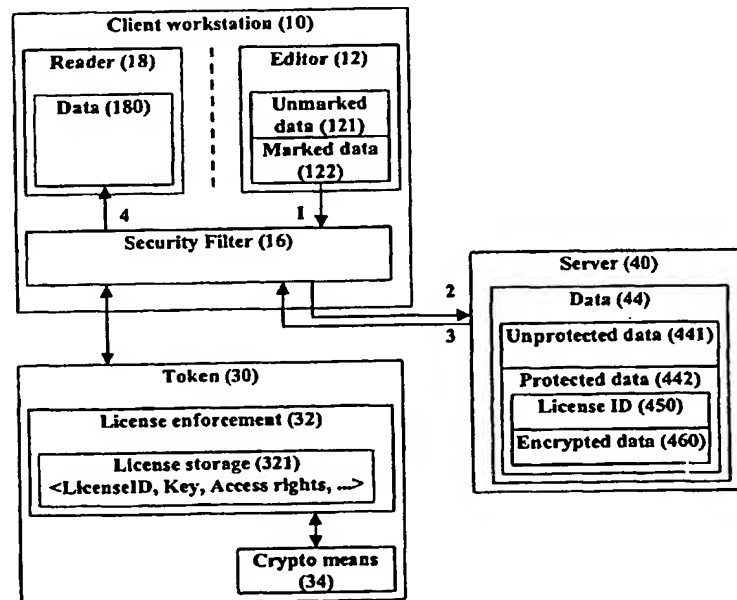 Client workstation (10)
Reader (18)
Data (180)
Editor (12)
Unmarked
data (121)
Marked data
(122)
4
1
Security Filter (16)
2
3
Server (40)
Data (44)
Unprotected data (441)
Protected data (442)
License ID (450)
Encrypted data (460)
Token (30)
License enforcement (32)
License storage (321)
<LicenseID, Key, Access rights, ...>
Crypto means
(34)